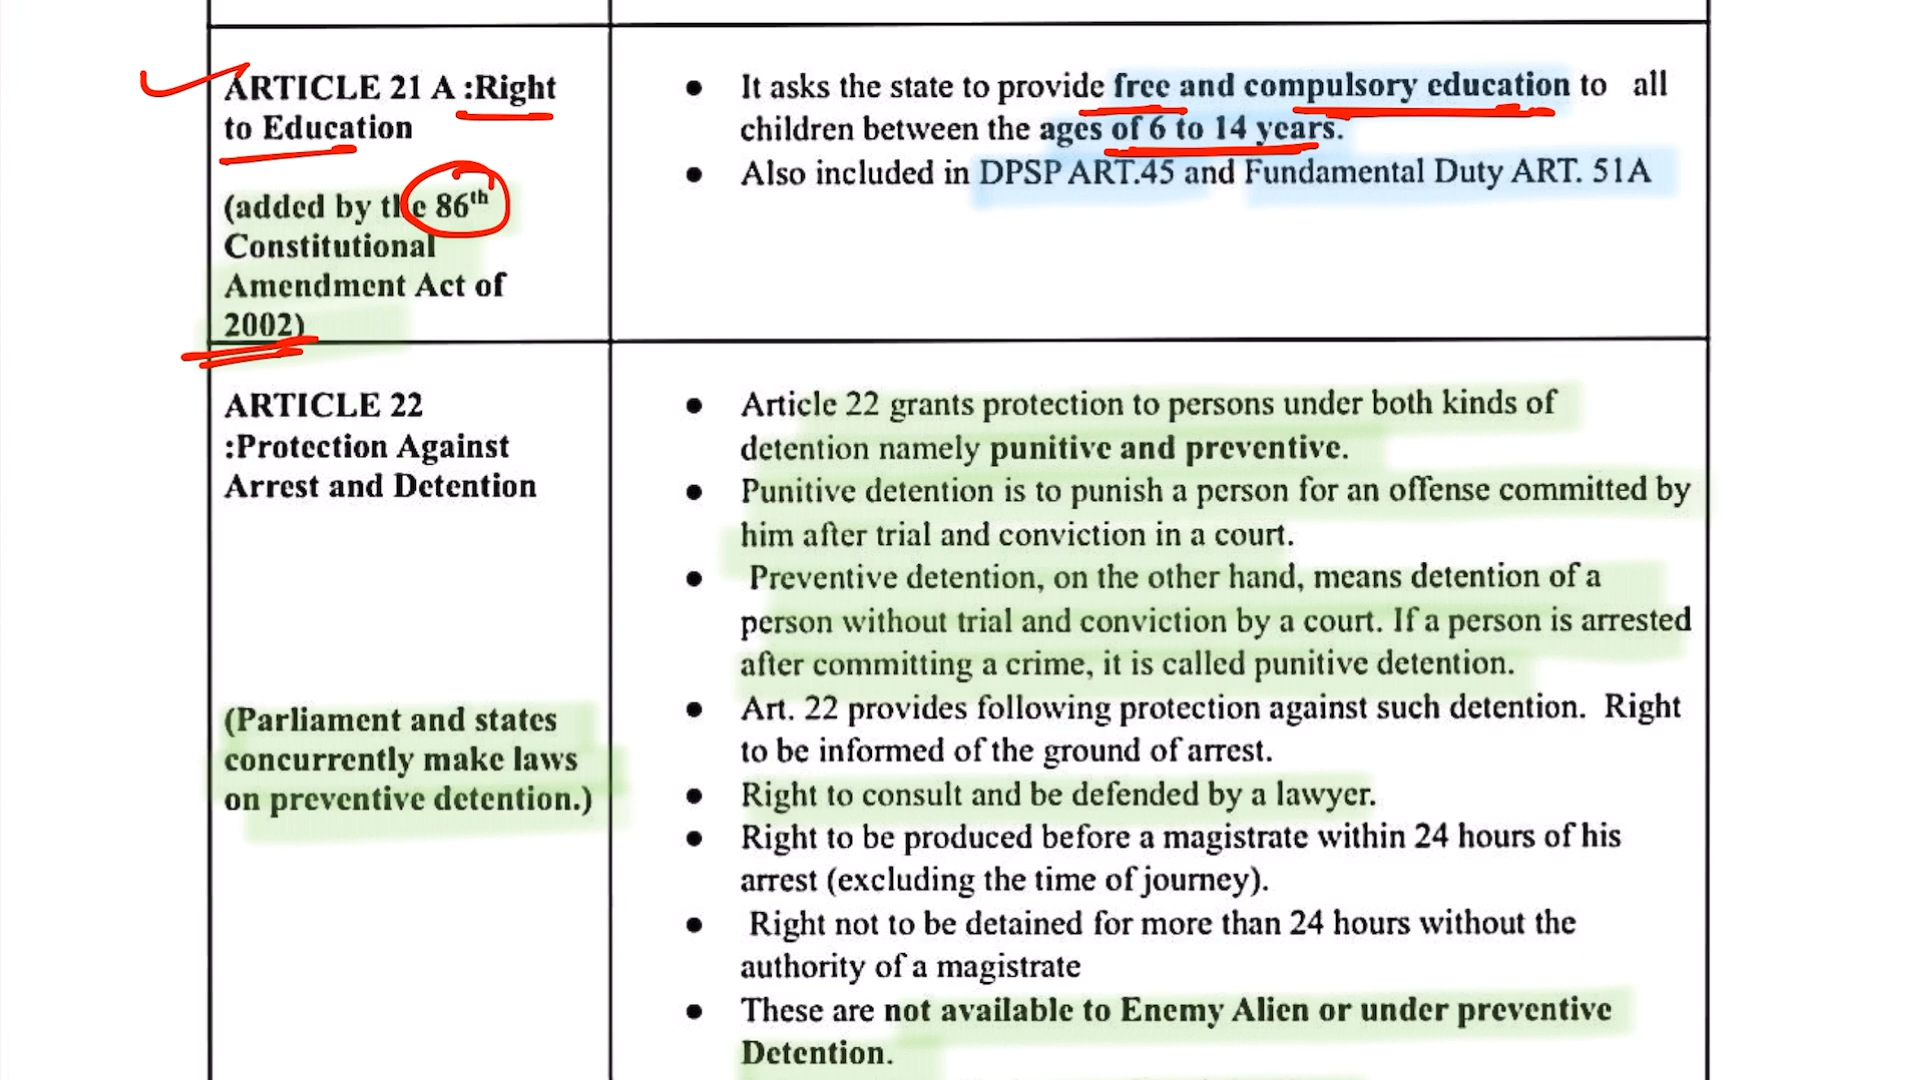 ARTICLE 21 A :Right
to Education
(added by the 86th
Constitutional
Amendment Act of
2002)
● It asks the state to provide free and compulsory education to all
children between the ages of 6 to 14 years.
● Also included in DPSP ART.45 and Fundamental Duty ART. 51A
ARTICLE 22
:Protection Against
Arrest and Detention
(Parliament and states
concurrently make laws
on preventive detention.)
● Article 22 grants protection to persons under both kinds of
detention namely punitive and preventive.
● Punitive detention is to punish a person for an offense committed by
him after trial and conviction in a court.
● Preventive detention, on the other hand, means detention of a
person without trial and conviction by a court. If a person is arrested
after committing a crime, it is called punitive detention.
● Art. 22 provides following protection against such detention. Right
to be informed of the ground of arrest.
● Right to consult and be defended by a lawyer.
● Right to be produced before a magistrate within 24 hours of his
arrest (excluding the time of journey).
● Right not to be detained for more than 24 hours without the
authority of a magistrate
● These are not available to Enemy Alien or under preventive
Detention.